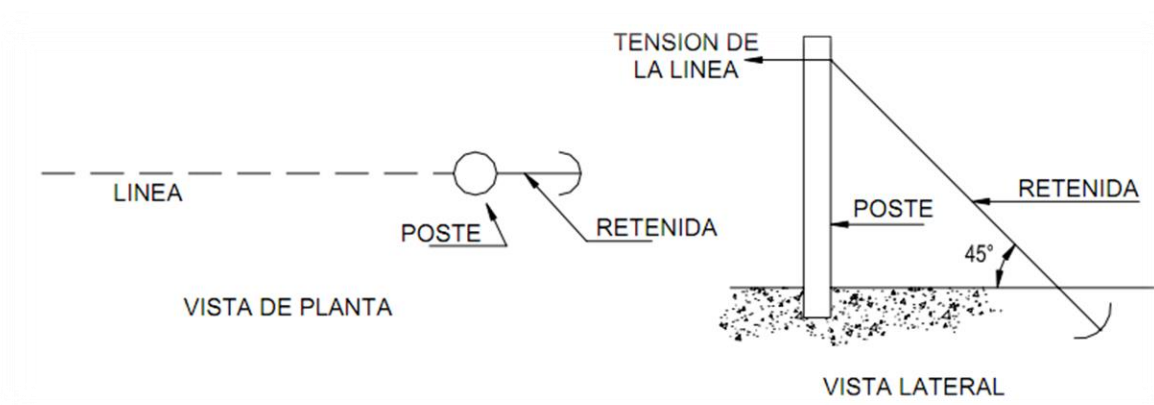 LINEA
POSTE
RETENIDA
VISTA DE PLANTA
TENSION DE
LA LINEA
RETENIDA
POSTE
45°
VISTA LATERAL